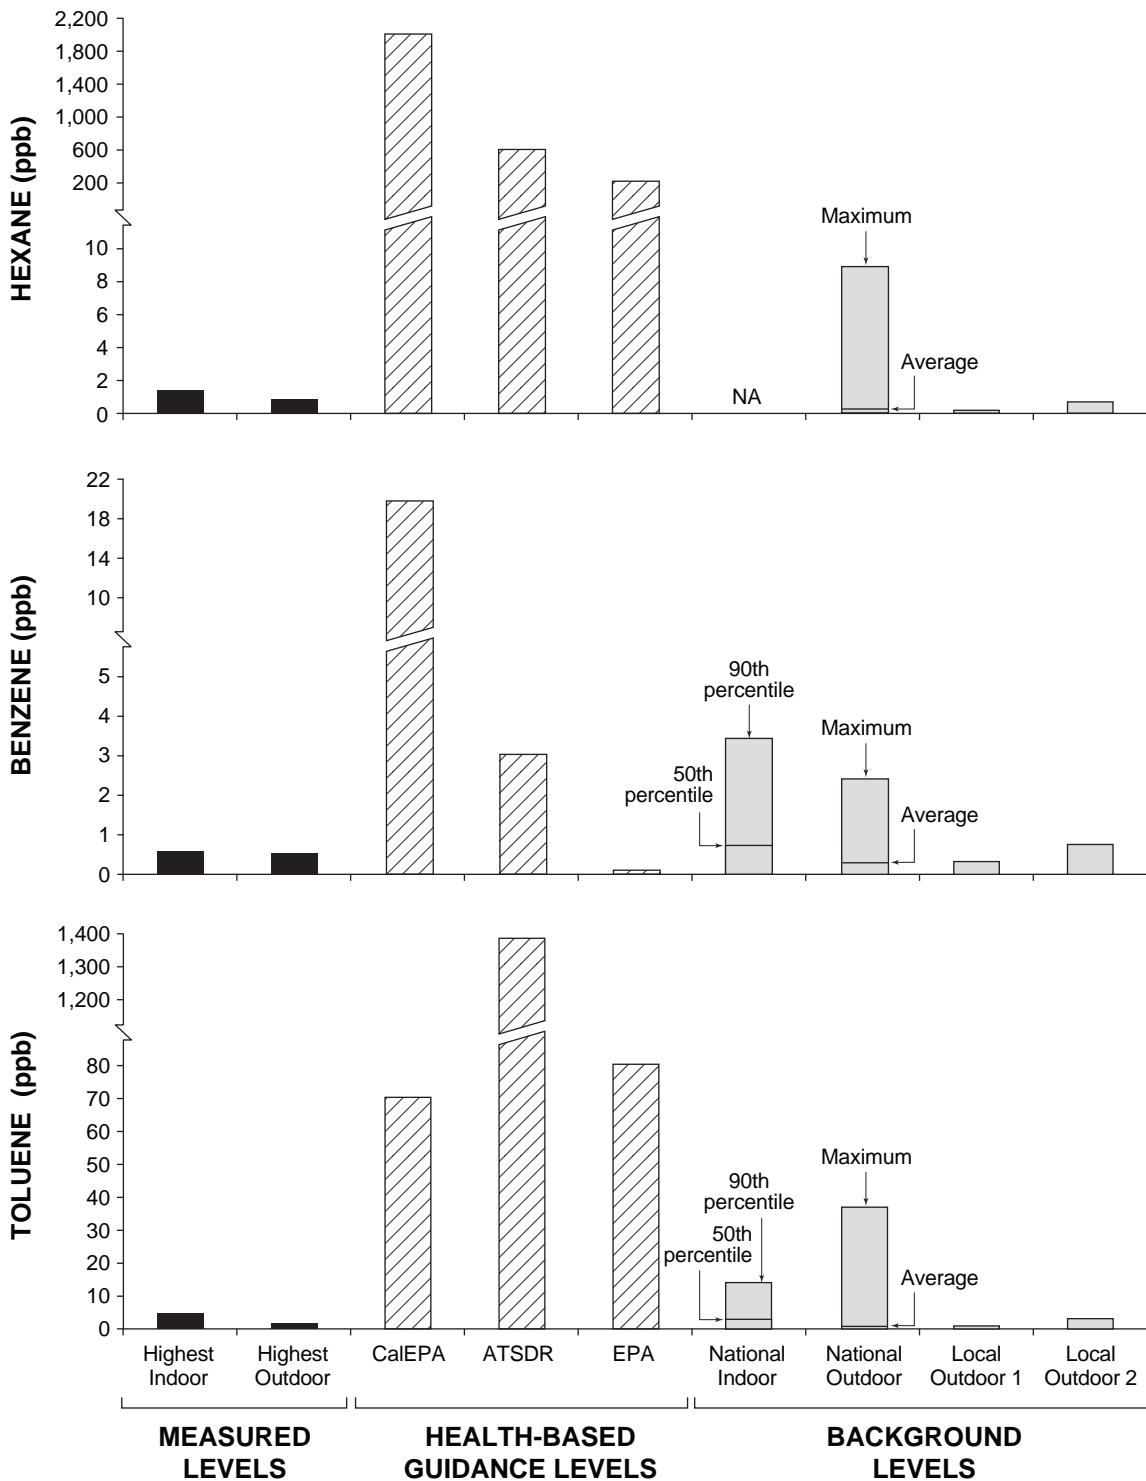 HEXANE (ppb)
2,200
1,800
1,400
1,000
600
200
10
8
6
4
2
0
NA
Maximum
Average
BENZENE (ppb)
22
18
14
10
5
4
3
2
1
0
90th
percentile
50th
percentile
Maximum
Average
TOLUENE (ppb)
1,400
1,300
1,200
80
70
60
50
40
30
20
10
0
90th
percentile
50th
percentile
Maximum
Average
Highest
Indoor
Highest
Outdoor
CalEPA
ATSDR
EPA
National
Indoor
National
Outdoor
Local
Outdoor 1
Local
Outdoor 2
MEASURED
LEVELS
HEALTH-BASED
GUIDANCE LEVELS
BACKGROUND
LEVELS